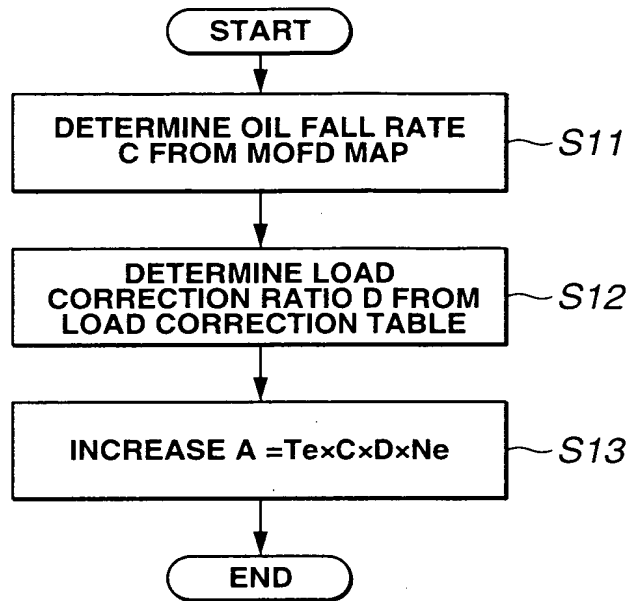 START
DETERMINE OIL FALL RATE
C FROM MOFD MAP
S11
DETERMINE LOAD
CORRECTION RATIO D FROM
LOAD CORRECTION TABLE
S12
INCREASE A =Te×C×D×Ne
S13
END